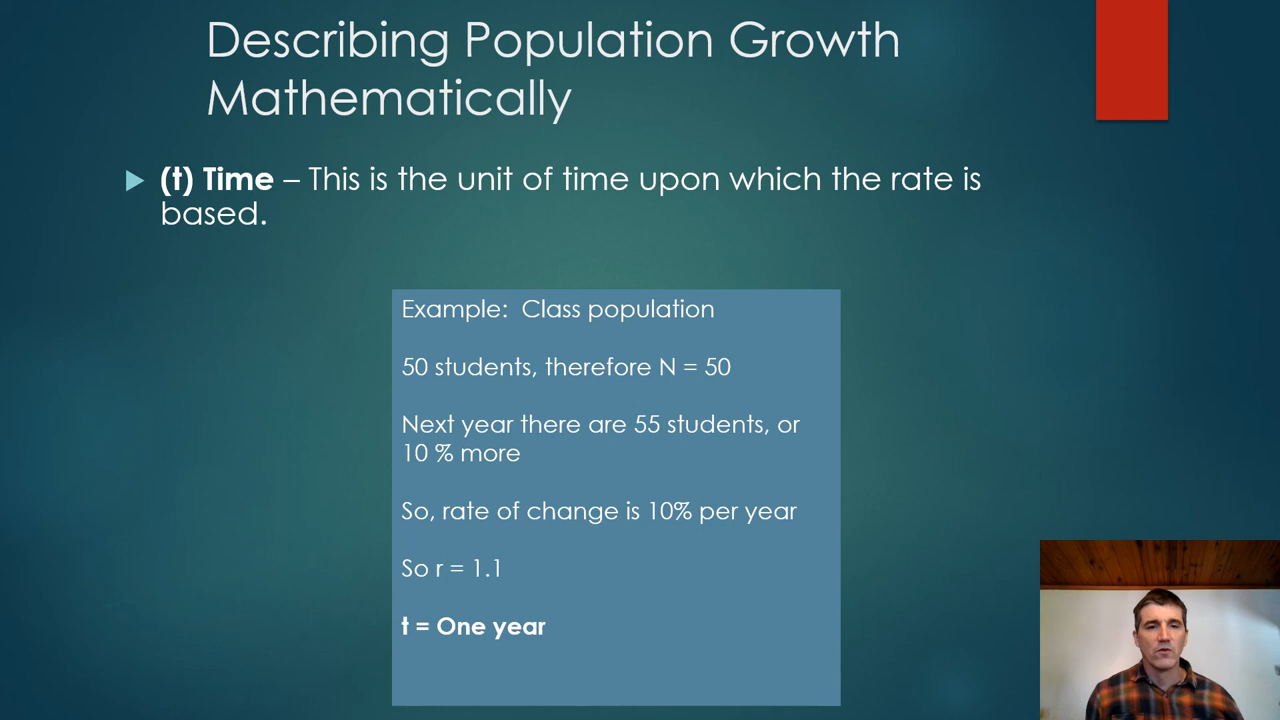 Describing Population Growth
Mathematically
(t) Time – This is the unit of time upon which the rate is
based.
Example:  Class population
50 students, therefore N = 50
Next year there are 55 students, or
10 % more
So, rate of change is 10% per year
So r = 1.1
t = One year